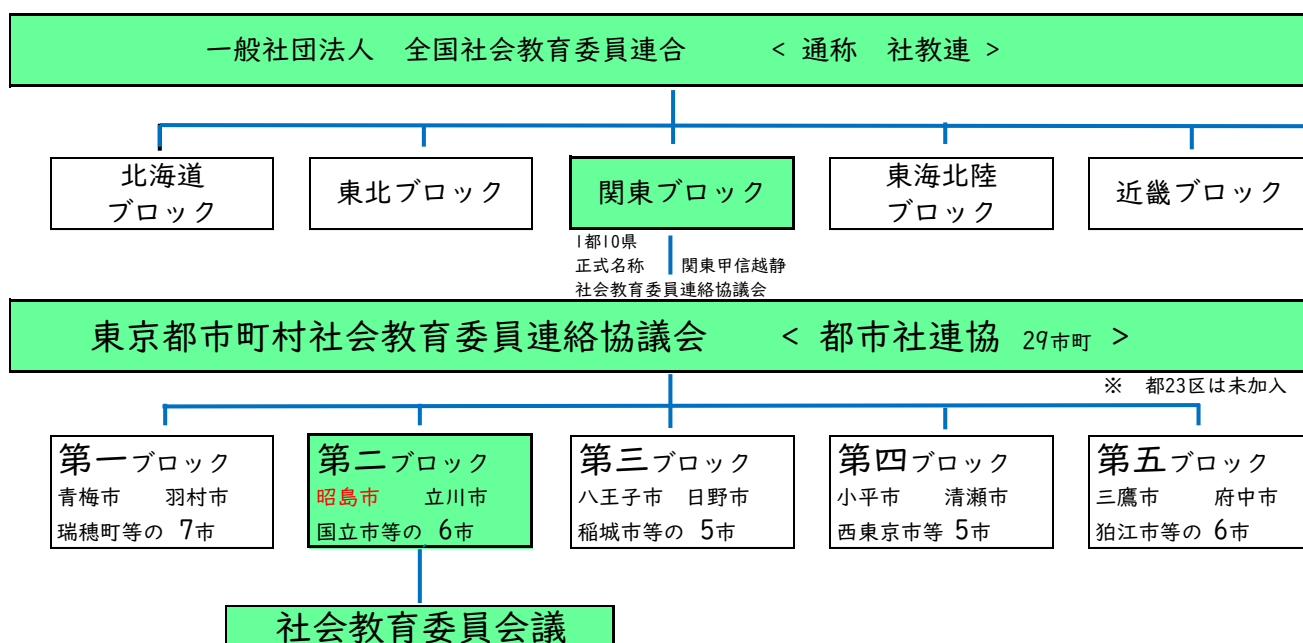 一般社団法人　全国社会教育委員連合　　＜ 通称　社教連 ＞
北海道
ブロック
東北ブロック
関東ブロック
東海北陸
ブロック
近畿ブロック
1都10県
正式名称　関東甲信越静
社会教育委員連絡協議会
東京都市町村社会教育委員連絡協議会　　＜ 都市社連協 29市町 ＞
※　都23区は未加入
第一ブロック
青梅市　羽村市
瑞穂町等の 7市
第二ブロック
昭島市　立川市
国立市等の 6市
第三ブロック
八王子市 日野市
稲城市等の 5市
第四ブロック
小平市　清瀬市
西東京市等 5市
第五ブロック
三鷹市　府中市
狛江市等の 6市
社会教育委員会議